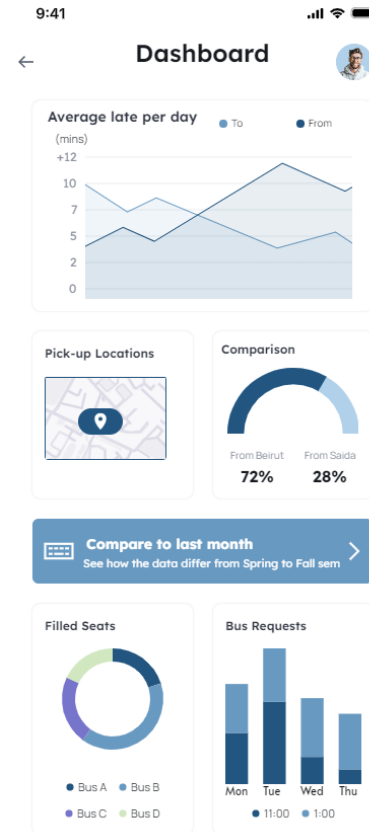 9:41
Dashboard
Average late per day
To
From
(mins)
+12
10
7
5
2
0
Pick-up Locations
Comparison
From Beirut
From Saida
72%
28%
Compare to last month
See how the data differ from Spring to Fall sem
Filled Seats
Bus A
Bus B
Bus C
Bus D
Bus Requests
Mon Tue Wed Thu
11:00
1:00